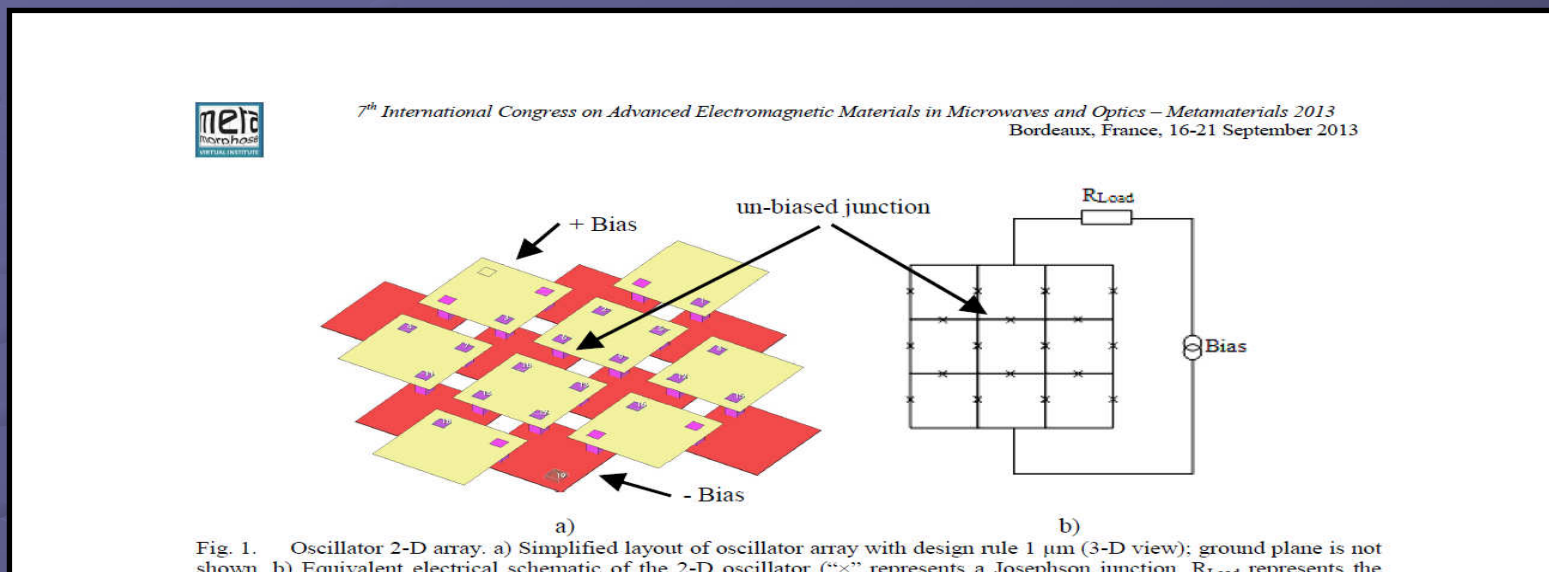 meta
morphose
VIRTUAL INSTITUTE
7th International Congress on Advanced Electromagnetic Materials in Microwaves and Optics – Metamaterials 2013
Bordeaux, France, 16-21 September 2013
RLoad
un-biased junction
+ Bias
Bias
- Bias
a)
b)
Fig. 1. Oscillator 2-D array. a) Simplified layout of oscillator array with design rule 1 µm (3-D view); ground plane is not
shown. b) Equivalent electrical schematic of the 2-D oscillator (“×” represents a Josephson junction, RLoad represents the